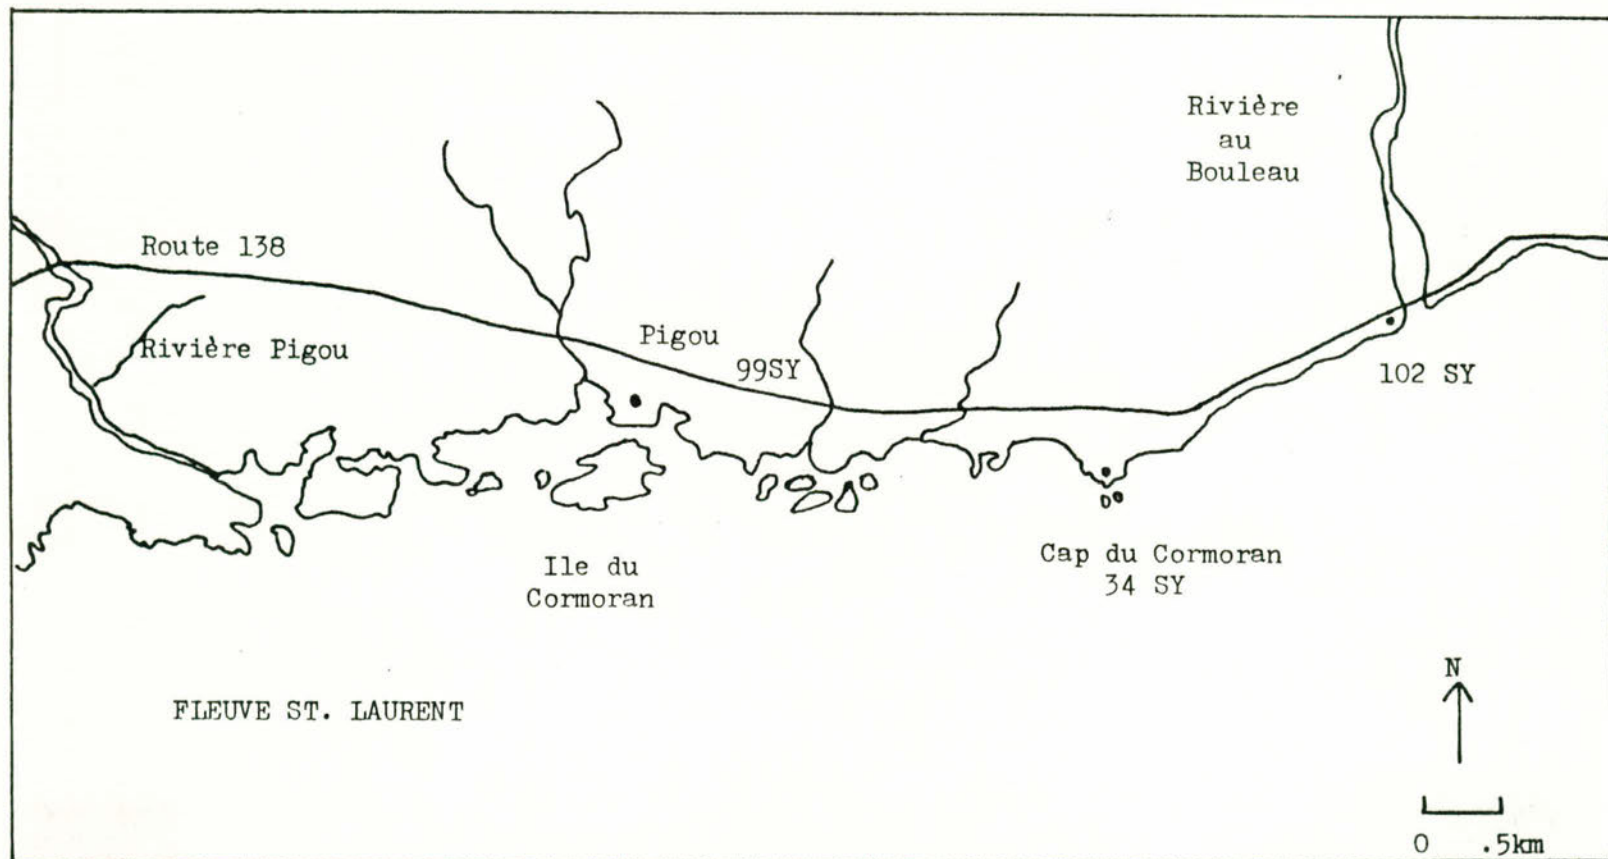 Rivière
au
Bouleau
Route 138
Rivière Pigou
Pigou
99SY
102 SY
Ile du
Cormoran
Cap du Cormoran
34 SY
FLEUVE ST. LAURENT
N
0 .5km